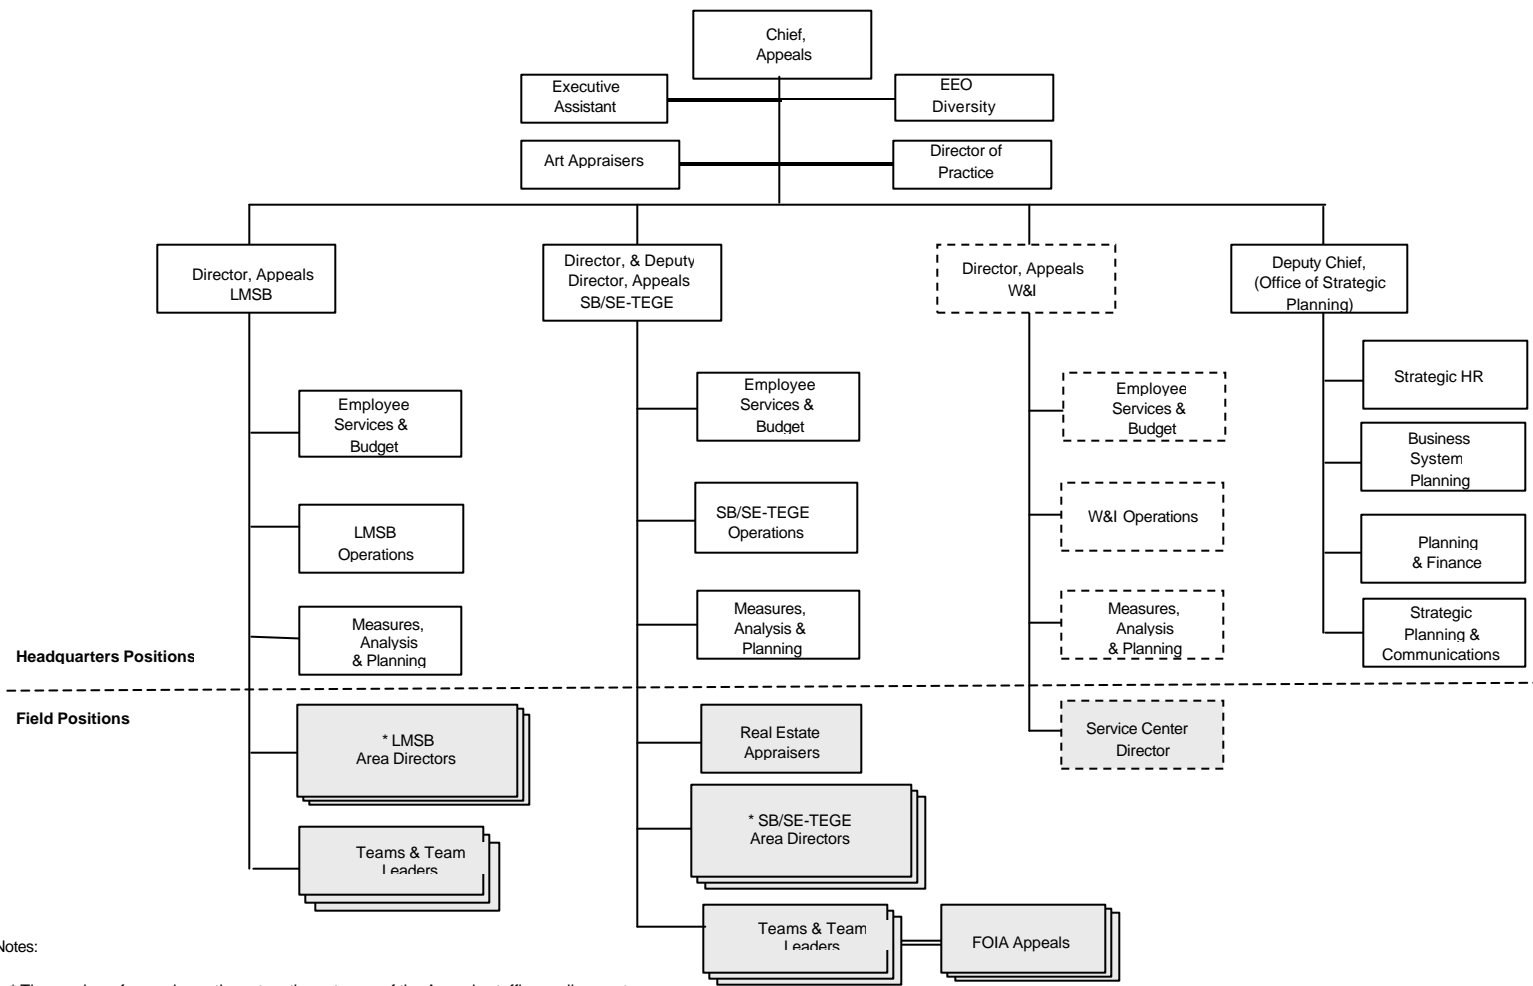 Chief,
Appeals
Executive
Assistant
EEO
Diversity
Art Appraisers
Director of
Practice
Director, Appeals
LMSB
Director, & Deputy
Director, Appeals
SB/SE-TEGE
Director, Appeals
W&I
Deputy Chief,
(Office of Strategic
Planning)
Employee
Services &
Budget
LMSB
Operations
Measures,
Analysis
& Planning
Employee
Services &
Budget
SB/SE-TEGE
Operations
Measures,
Analysis &
Planning
Employee
Services &
Budget
W&I Operations
Measures,
Analysis
& Planning
Strategic HR
Business
System
Planning
Planning
& Finance
Strategic
Planning &
Communications
Headquarters Positions
Field Positions
* LMSB
Area Directors
Teams & Team
Leaders
Real Estate
Appraisers
* SB/SE-TEGE
Area Directors
Teams & Team
Leaders
FOIA Appeals
Service Center
Director
Notes: